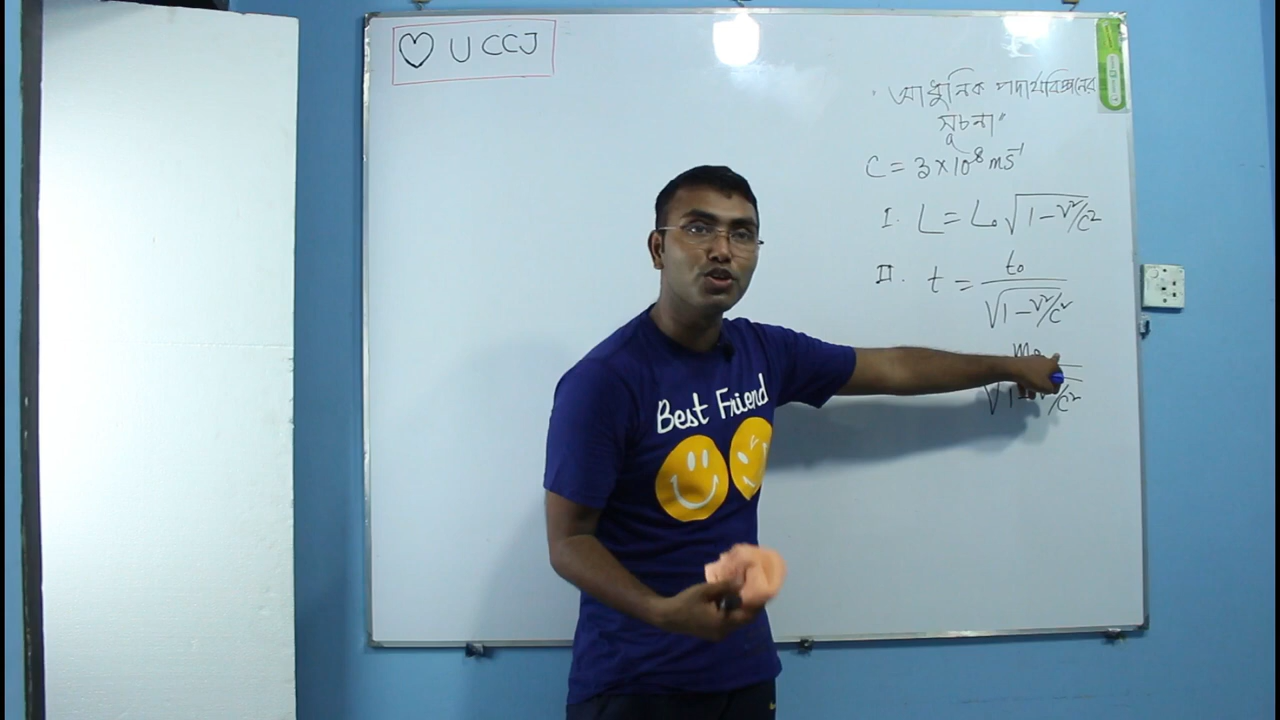 ♡ UCCJ
"আধুনিক পদার্থবিজ্ঞানের
সূচনা"
C = 3×10⁸ ms⁻¹
I. L = L₀ √1 − v²/c²
II. t = t₀
√1 − v²/c²
m₀
√1 − v²/c²
Best Friend